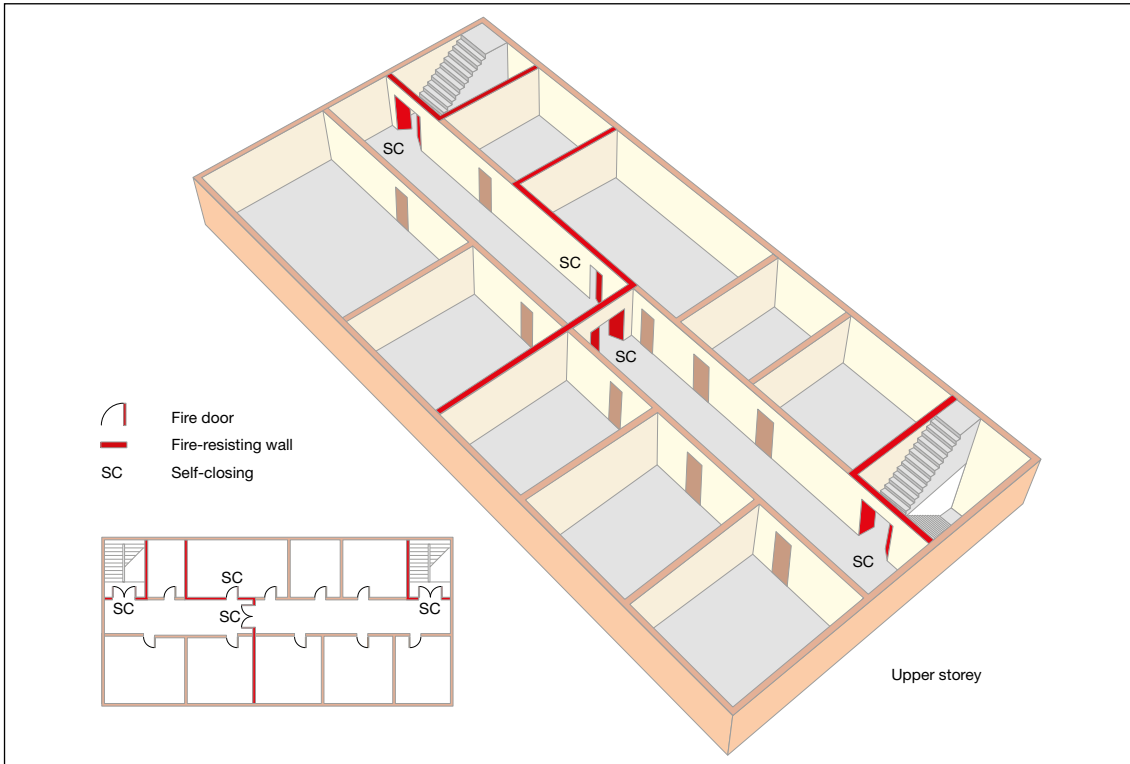 SC
SC
SC
SC
Fire door
Fire-resisting wall
SC Self-closing
SC
SC
SC
SC
Upper storey